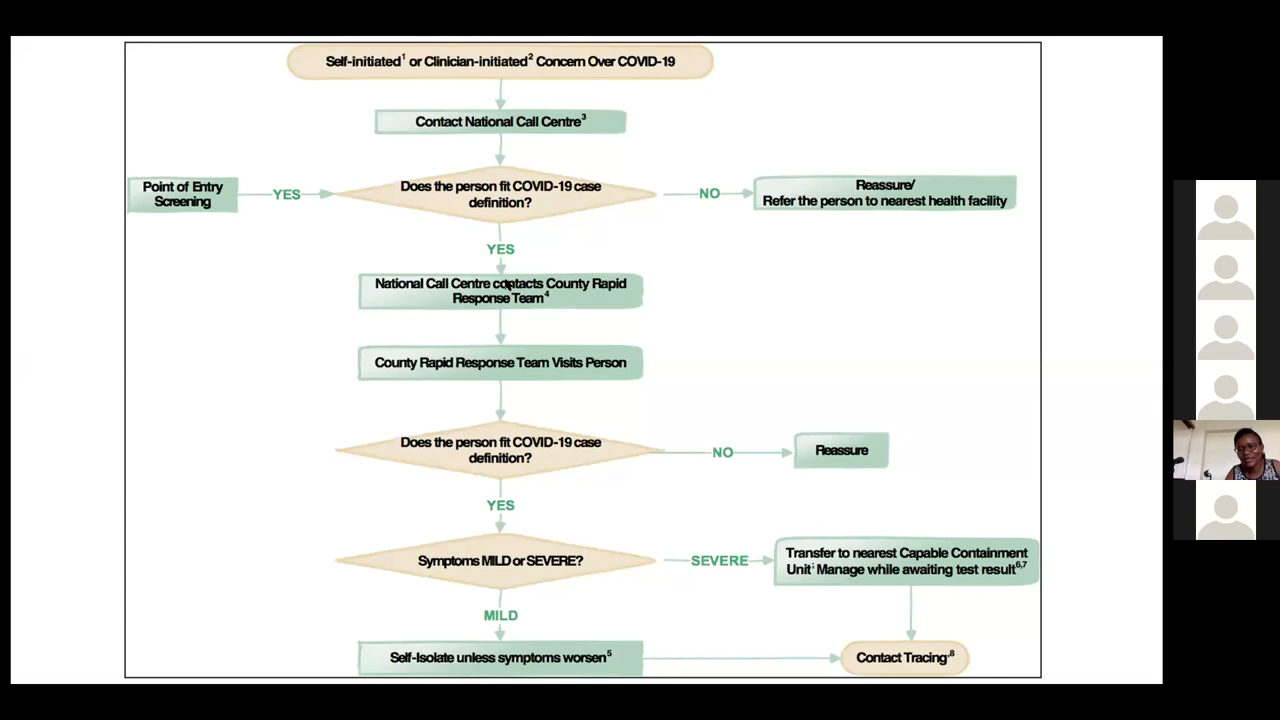 Self-initiated¹ or Clinician-initiated² Concern Over COVID-19
Contact National Call Centre³
Point of Entry
Screening
YES
Does the person fit COVID-19 case
definition?
NO
Reassure/
Refer the person to nearest health facility
YES
National Call Centre contacts County Rapid
Response Team⁴
County Rapid Response Team Visits Person
Does the person fit COVID-19 case
definition?
NO
Reassure
YES
Symptoms MILD or SEVERE?
SEVERE
Transfer to nearest Capable Containment
Unit; Manage while awaiting test result⁶,⁷
MILD
Self-Isolate unless symptoms worsen⁵
Contact Tracing⁸